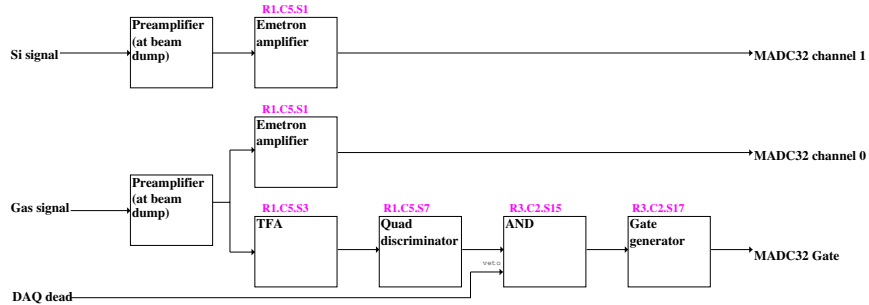 R1.C5.S1
Preamplifier
(at beam
dump)
Emetron
amplifier
Si signal
MADC32 channel 1
R1.C5.S1
Emetron
amplifier
MADC32 channel 0
Preamplifier
(at beam
dump)
Gas signal
R1.C5.S3
R1.C5.S7
R3.C2.S15
R3.C2.S17
TFA
Quad
discriminator
AND
Gate
generator
MADC32 Gate
veto
DAQ dead